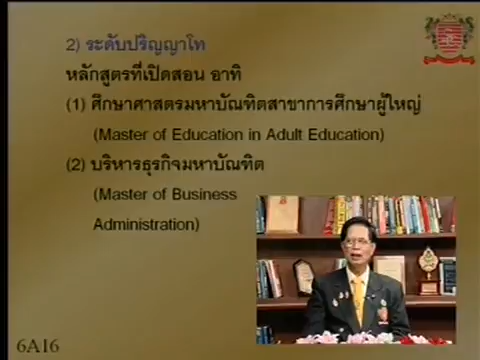 2) ระดับปริญญาโท
หลักสูตรที่เปิดสอน อาทิ
(1) ศึกษาศาสตรมหาบัณฑิตสาขาการศึกษาผู้ใหญ่
(Master of Education in Adult Education)
(2) บริหารธุรกิจมหาบัณฑิต
(Master of Business
Administration)
6A16